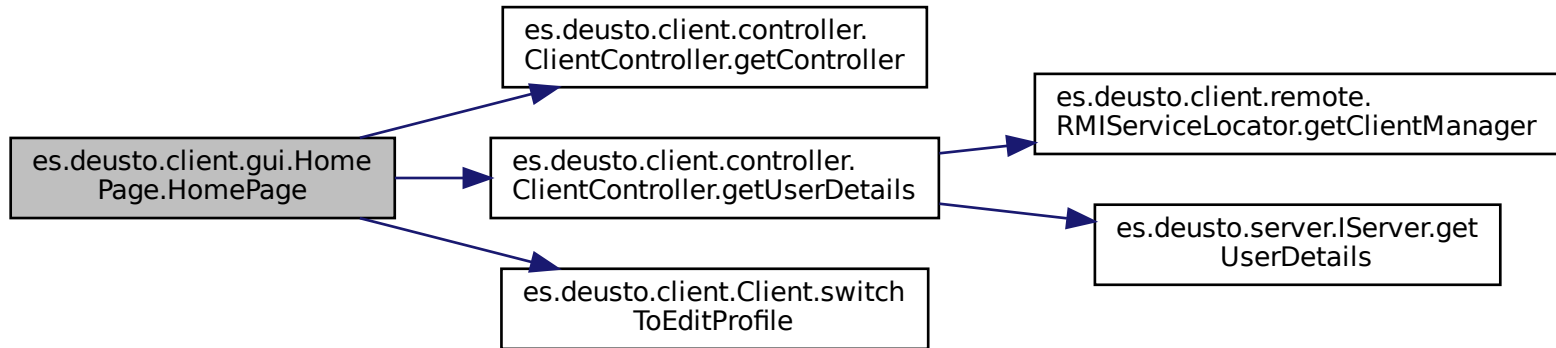 es.deusto.client.gui.Home
Page.HomePage
es.deusto.client.controller.
ClientController.getController
es.deusto.client.controller.
ClientController.getUserDetails
es.deusto.client.Client.switch
ToEditProfile
es.deusto.client.remote.
RMIServiceLocator.getClientManager
es.deusto.server.IServer.get
UserDetails